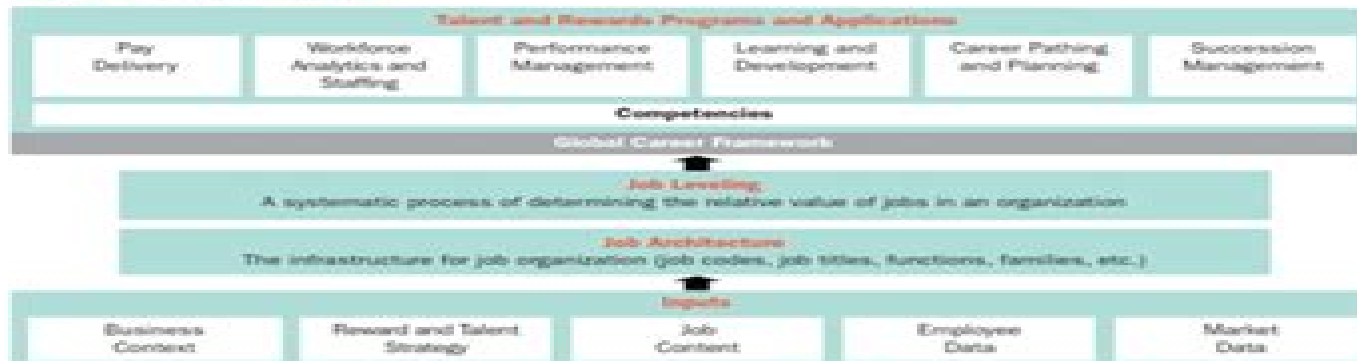 Talent and Rewards Programs and Applications
Pay
Delivery
Workforce
Analytics and
Staffing
Performance
Management
Learning and
Development
Career Pathing
and Planning
Succession
Management
Competencies
Global Career Framework
Job Leveling
A systematic process of determining the relative value of jobs in an organization
Job Architecture
The infrastructure for job organization (job codes, job titles, functions, families, etc.)
Inputs
Business
Context
Reward and Talent
Strategy
Job
Content
Employee
Data
Market
Data